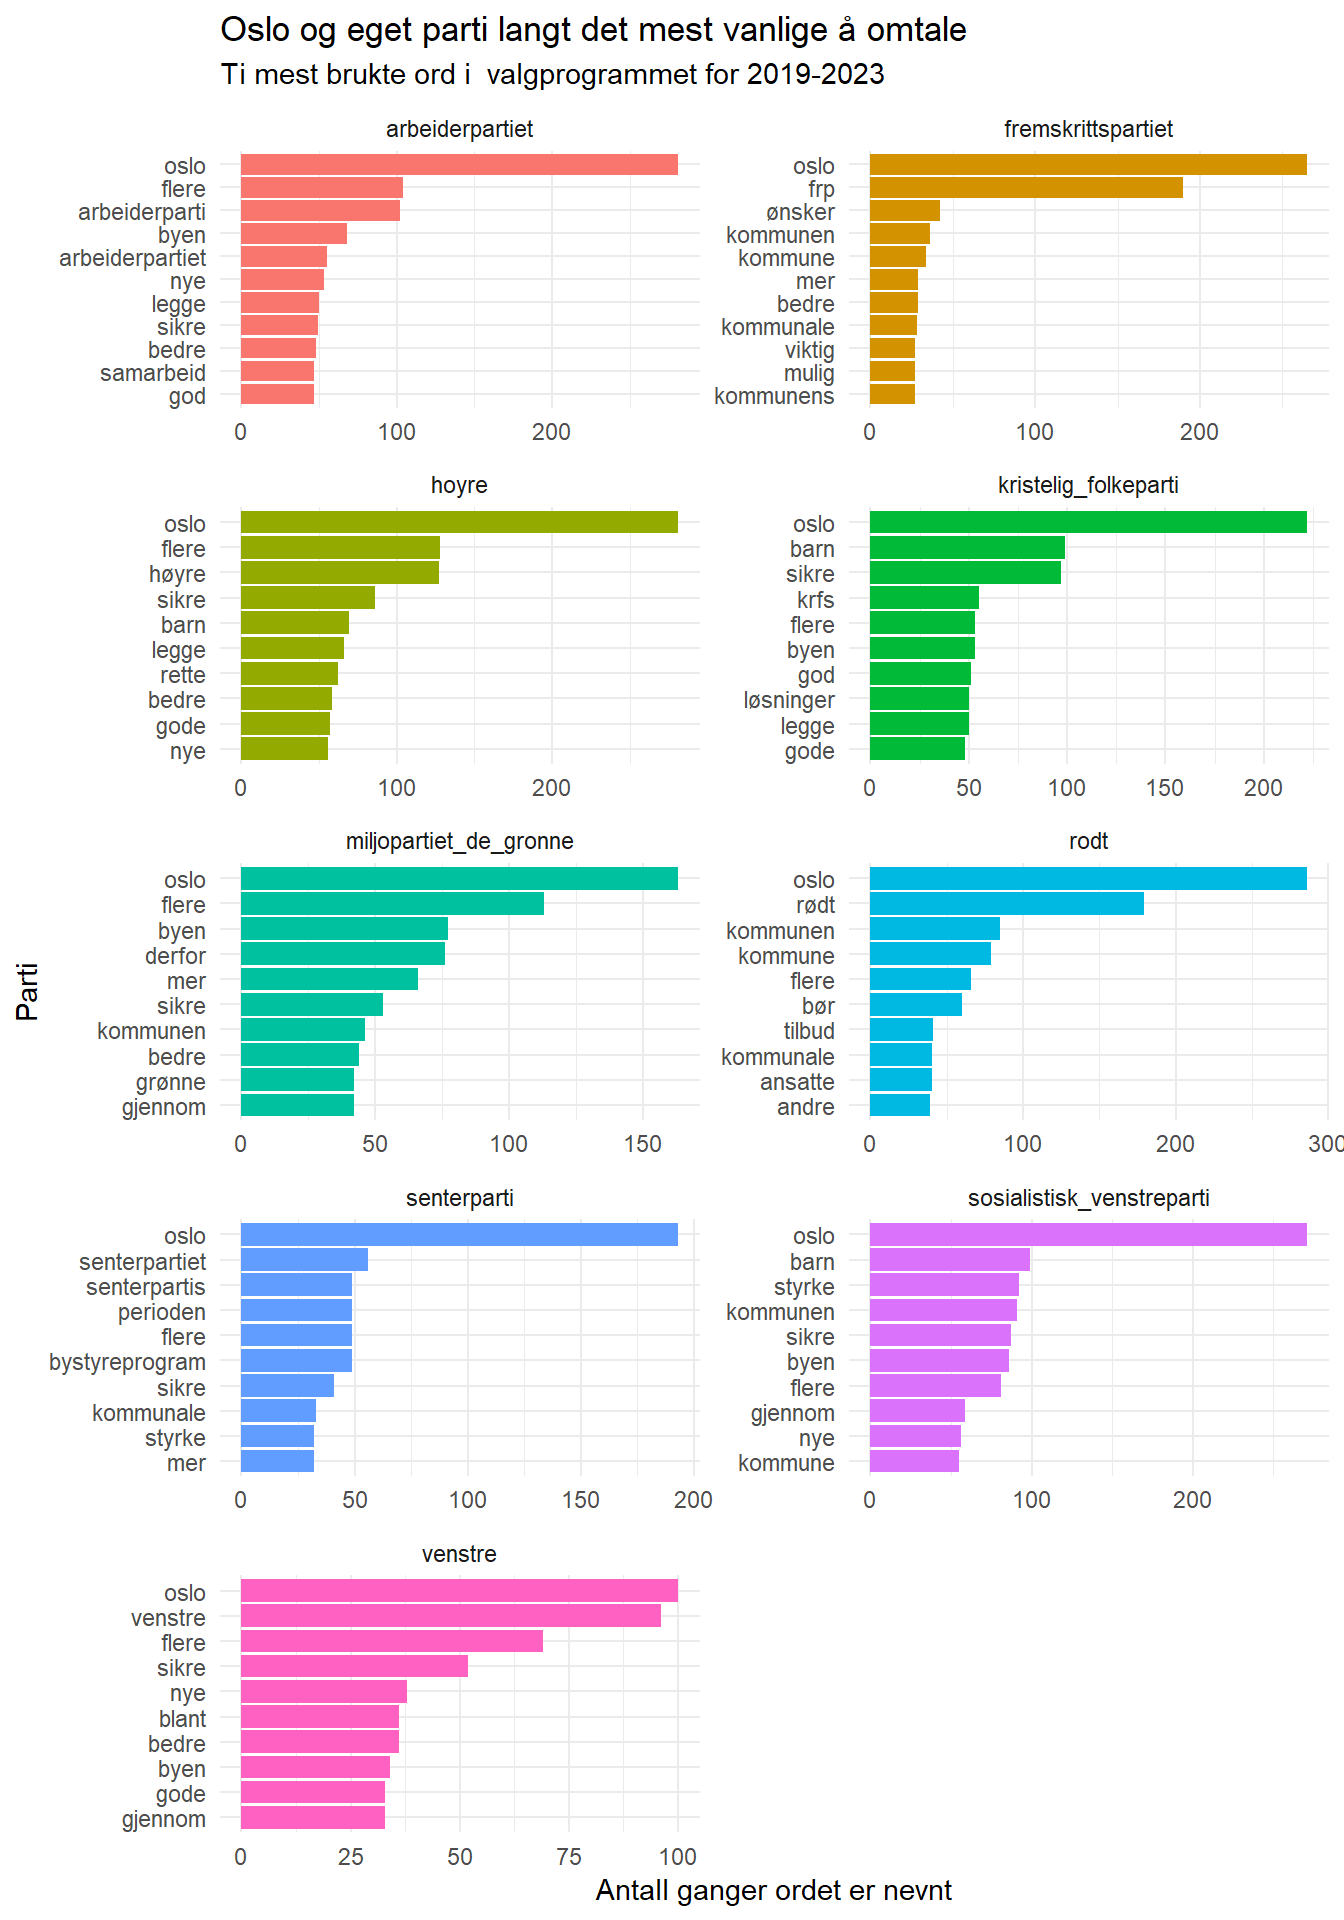 Oslo og eget parti langt det mest vanlige å omtale
Ti mest brukte ord i  valgprogrammet for 2019-2023
arbeiderpartiet
oslo
flere
arbeiderparti
byen
arbeiderpartiet
nye
legge
sikre
bedre
samarbeid
god
0 100 200
fremskrittspartiet
oslo
frp
ønsker
kommunen
kommune
mer
bedre
kommunale
viktig
mulig
kommunens
0 100 200
hoyre
oslo
flere
høyre
sikre
barn
legge
rette
bedre
gode
nye
0 100 200
kristelig_folkeparti
oslo
barn
sikre
krfs
flere
byen
god
løsninger
legge
gode
0 50 100 150 200
miljopartiet_de_gronne
oslo
flere
byen
derfor
mer
sikre
kommunen
bedre
grønne
gjennom
0 50 100 150
rodt
oslo
rødt
kommunen
kommune
flere
bør
tilbud
kommunale
ansatte
andre
0 100 200 300
senterparti
oslo
senterpartiet
senterpartis
perioden
flere
bystyreprogram
sikre
kommunale
styrke
mer
0 50 100 150 200
sosialistisk_venstreparti
oslo
barn
styrke
kommunen
sikre
byen
flere
gjennom
nye
kommune
0 100 200
venstre
oslo
venstre
flere
sikre
nye
blant
bedre
byen
gode
gjennom
0 25 50 75 100
Parti
Antall ganger ordet er nevnt